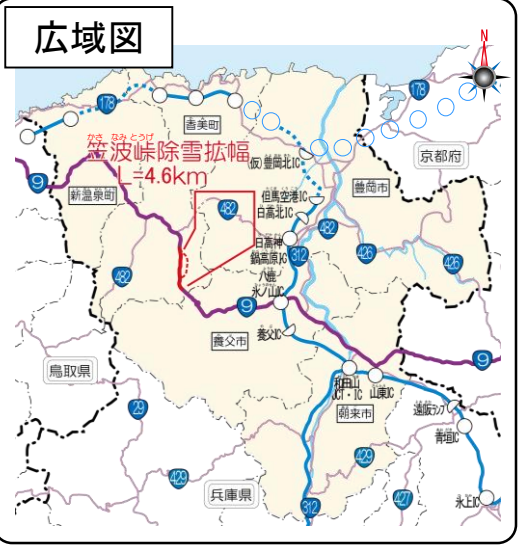 広域図
N
178
178
香美町
京都府
かさ なみ とうげ
笠波峠除雪拡幅
L=4.6km
(仮)豊岡北IC
9
新温泉町
豊岡市
但馬空港IC
日高北IC
482
482
日高神
鍋高原IC
312
426
426
482
八鹿
氷ノ山IC
9
養父市
養父IC
9
鳥取県
和田山
JCT・IC
山東IC
29
朝来市
遠阪トンネル
青垣IC
429
429
兵庫県
427
312
氷上IC